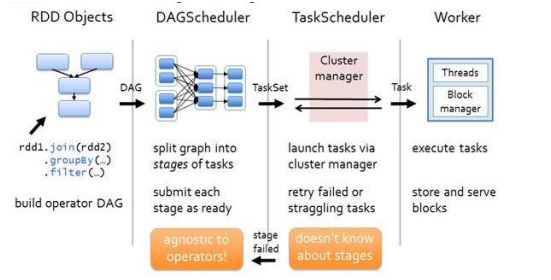 RDD Objects
DAGScheduler
TaskScheduler
Worker
DAG
TaskSet
Cluster
manager
Task
Threads
Block
manager
rdd1.join(rdd2)
.groupBy(…)
.filter(…)
build operator DAG
split graph into
stages of tasks
submit each
stage as ready
launch tasks via
cluster manager
retry failed or
straggling tasks
execute tasks
store and serve
blocks
agnostic to
operators!
stage
failed
doesn't know
about stages